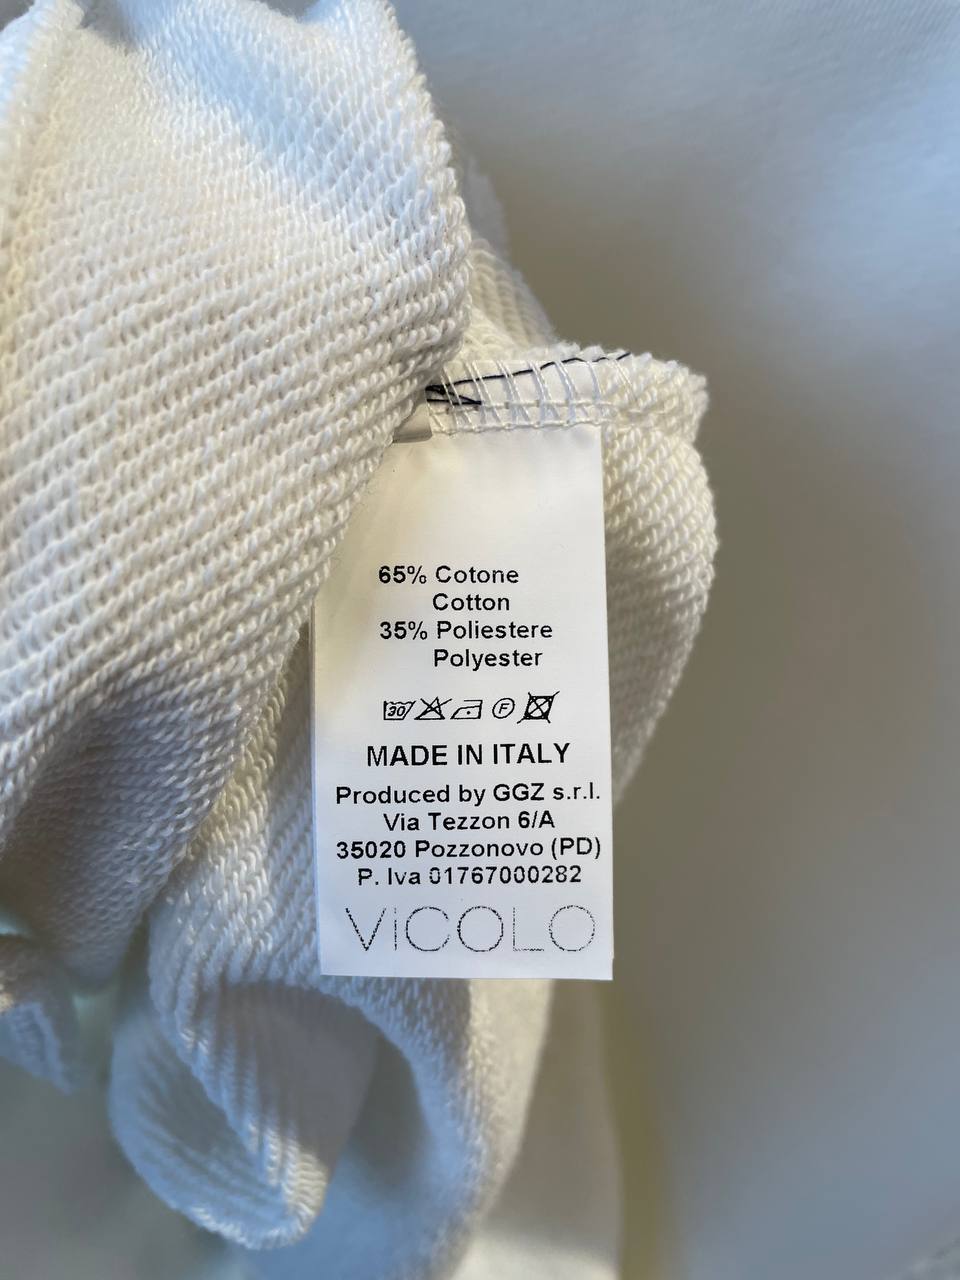 65% Cotone
Cotton
35% Poliestere
Polyester
30 F
MADE IN ITALY
Produced by GGZ s.r.l.
Via Tezzon 6/A
35020 Pozzonovo (PD)
P. Iva 01767000282
ViCOLO